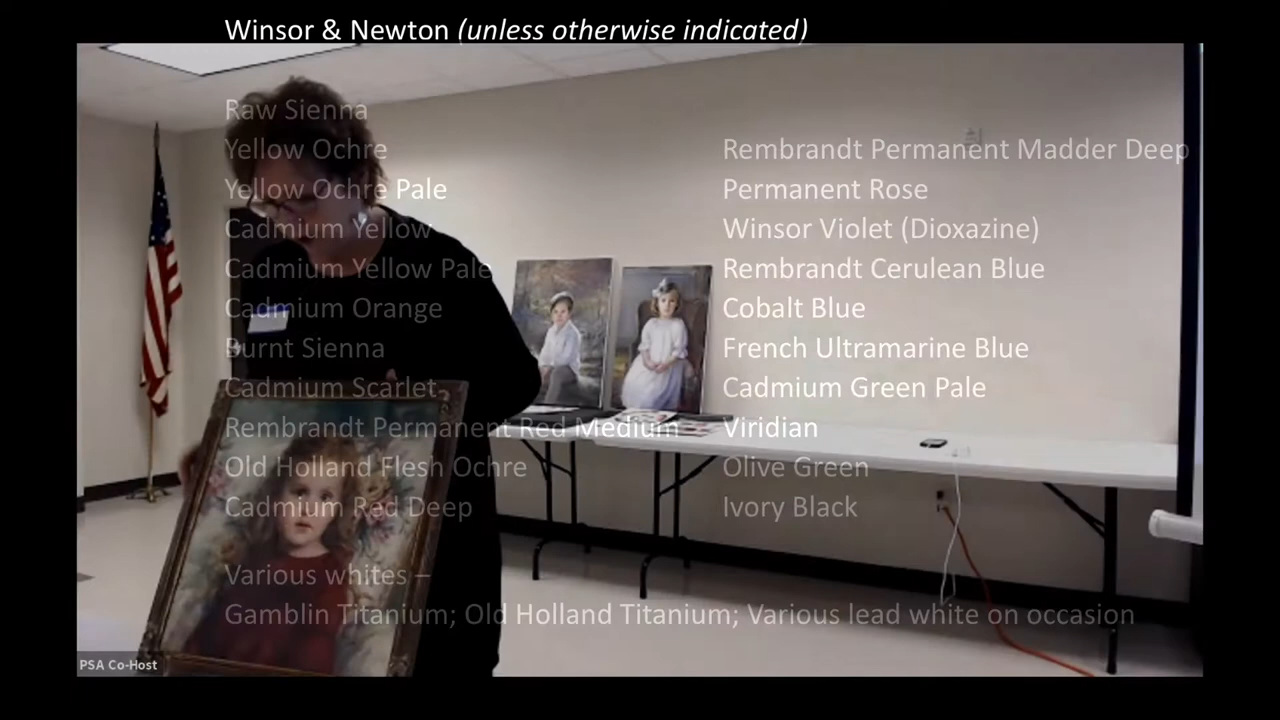 Winsor & Newton (unless otherwise indicated)
Raw Sienna
Yellow Ochre
Yellow Ochre Pale
Cadmium Yellow
Cadmium Yellow Pale
Cadmium Orange
Burnt Sienna
Cadmium Scarlet
Rembrandt Permanent Red Medium
Old Holland Flesh Ochre
Cadmium Red Deep
Rembrandt Permanent Madder Deep
Permanent Rose
Winsor Violet (Dioxazine)
Rembrandt Cerulean Blue
Cobalt Blue
French Ultramarine Blue
Cadmium Green Pale
Viridian
Olive Green
Ivory Black
Various whites –
Gamblin Titanium; Old Holland Titanium; Various lead white on occasion
PSA Co-Host